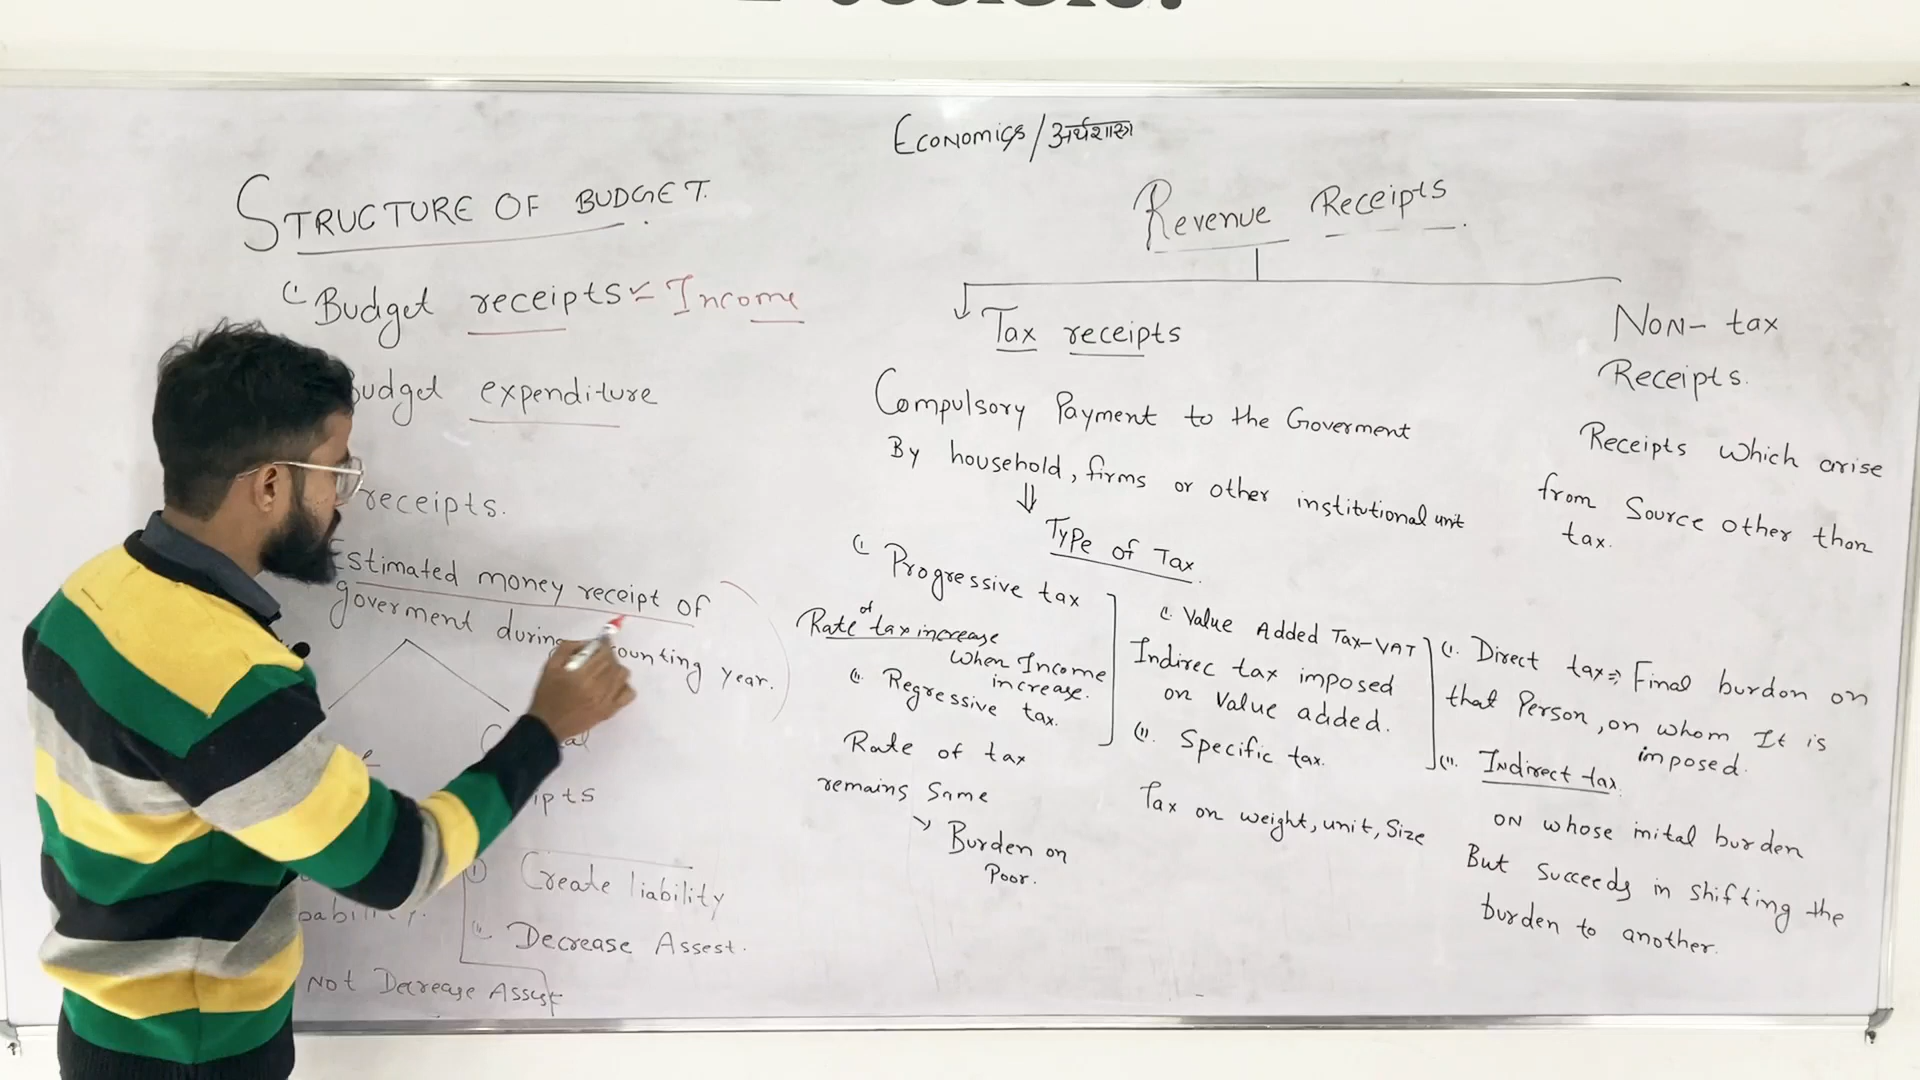 Economics/अर्थशास्त्र
STRUCTURE OF BUDGET.
(i Budget receipts = Income
Budget expenditure
receipts.
Estimated money receipt of
goverment during
ounting year.
ipts
(i) Create liability
(ii Decrease Assest.
Not Decrease Assest
Revenue Receipts
Tax receipts
Compulsory Payment to the Goverment
By household, firms or other institutional unit
⇓
Type of Tax
(i Progressive tax
Rate of tax increase
When Income
increase.
(ii. Regressive tax.
Rate of tax
remains Same
↘ Burden on
Poor.
(i. Value Added Tax-VAT
Indirec tax imposed
on Value added.
(ii. Specific tax.
Tax on weight, unit, Size
(i. Direct tax ⇒ Final burdon on
that Person, on whom It is
imposed.
(ii. Indirect tax.
ON whose inital burden
But Succeeds in shifting the
burden to another.
Non-tax
Receipts.
Receipts which arise
from Source other than
tax.